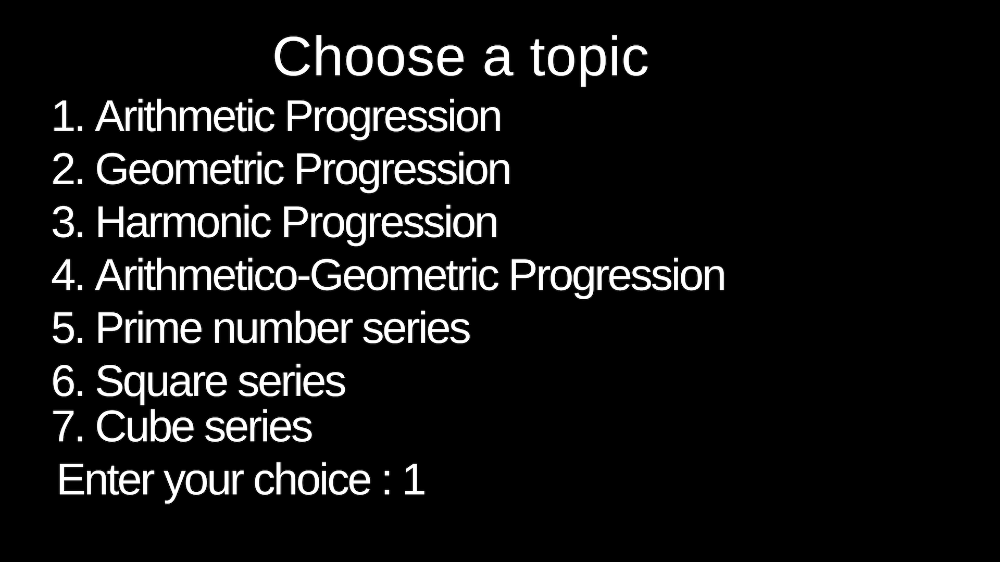 Choose a topic
1. Arithmetic Progression
2. Geometric Progression
3. Harmonic Progression
4. Arithmetico-Geometric Progression
5. Prime number series
6. Square series
7. Cube series
Enter your choice : 1